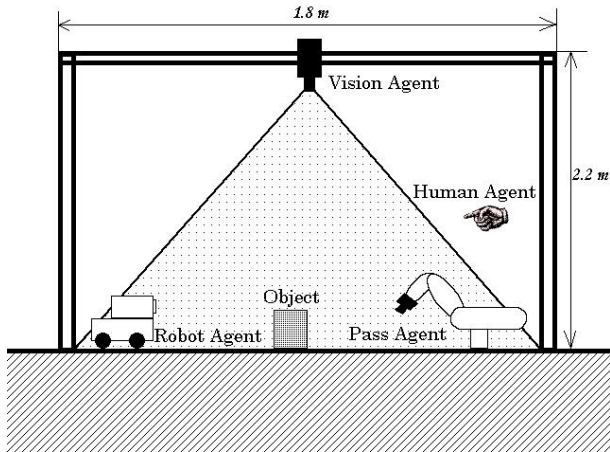 1.8 m
Vision Agent
2.2 m
Human Agent
Object
Robot Agent
Pass Agent